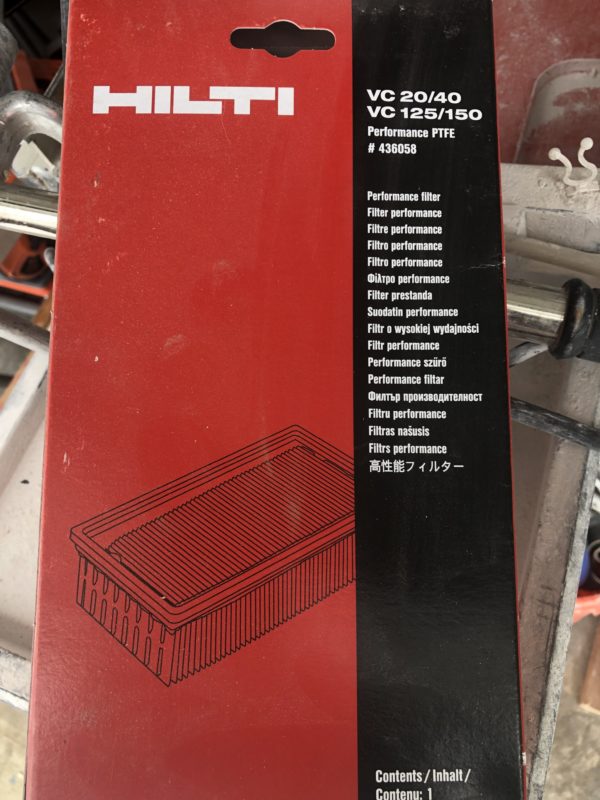 HILTI
VC 20/40
VC 125/150
Performance PTFE
# 436058
Performance filter
Filter performance
Filtre performance
Filtro performance
Filtro performance
Φίλτρο performance
Filter prestanda
Suodatin performance
Filtr o wysokiej wydajności
Filtr performance
Performance szűrő
Performance filtar
Филтър производителност
Filtru performance
Filtras našusis
Filtrs performance
高性能フィルター
Contents / Inhalt /
Contenu: 1